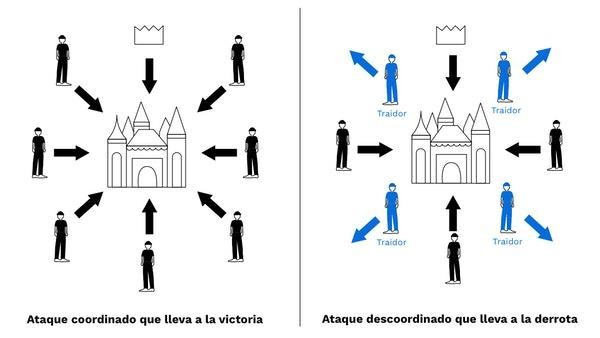 Traidor
Traidor
Traidor
Traidor
Ataque coordinado que lleva a la victoria
Ataque descoordinado que lleva a la derrota